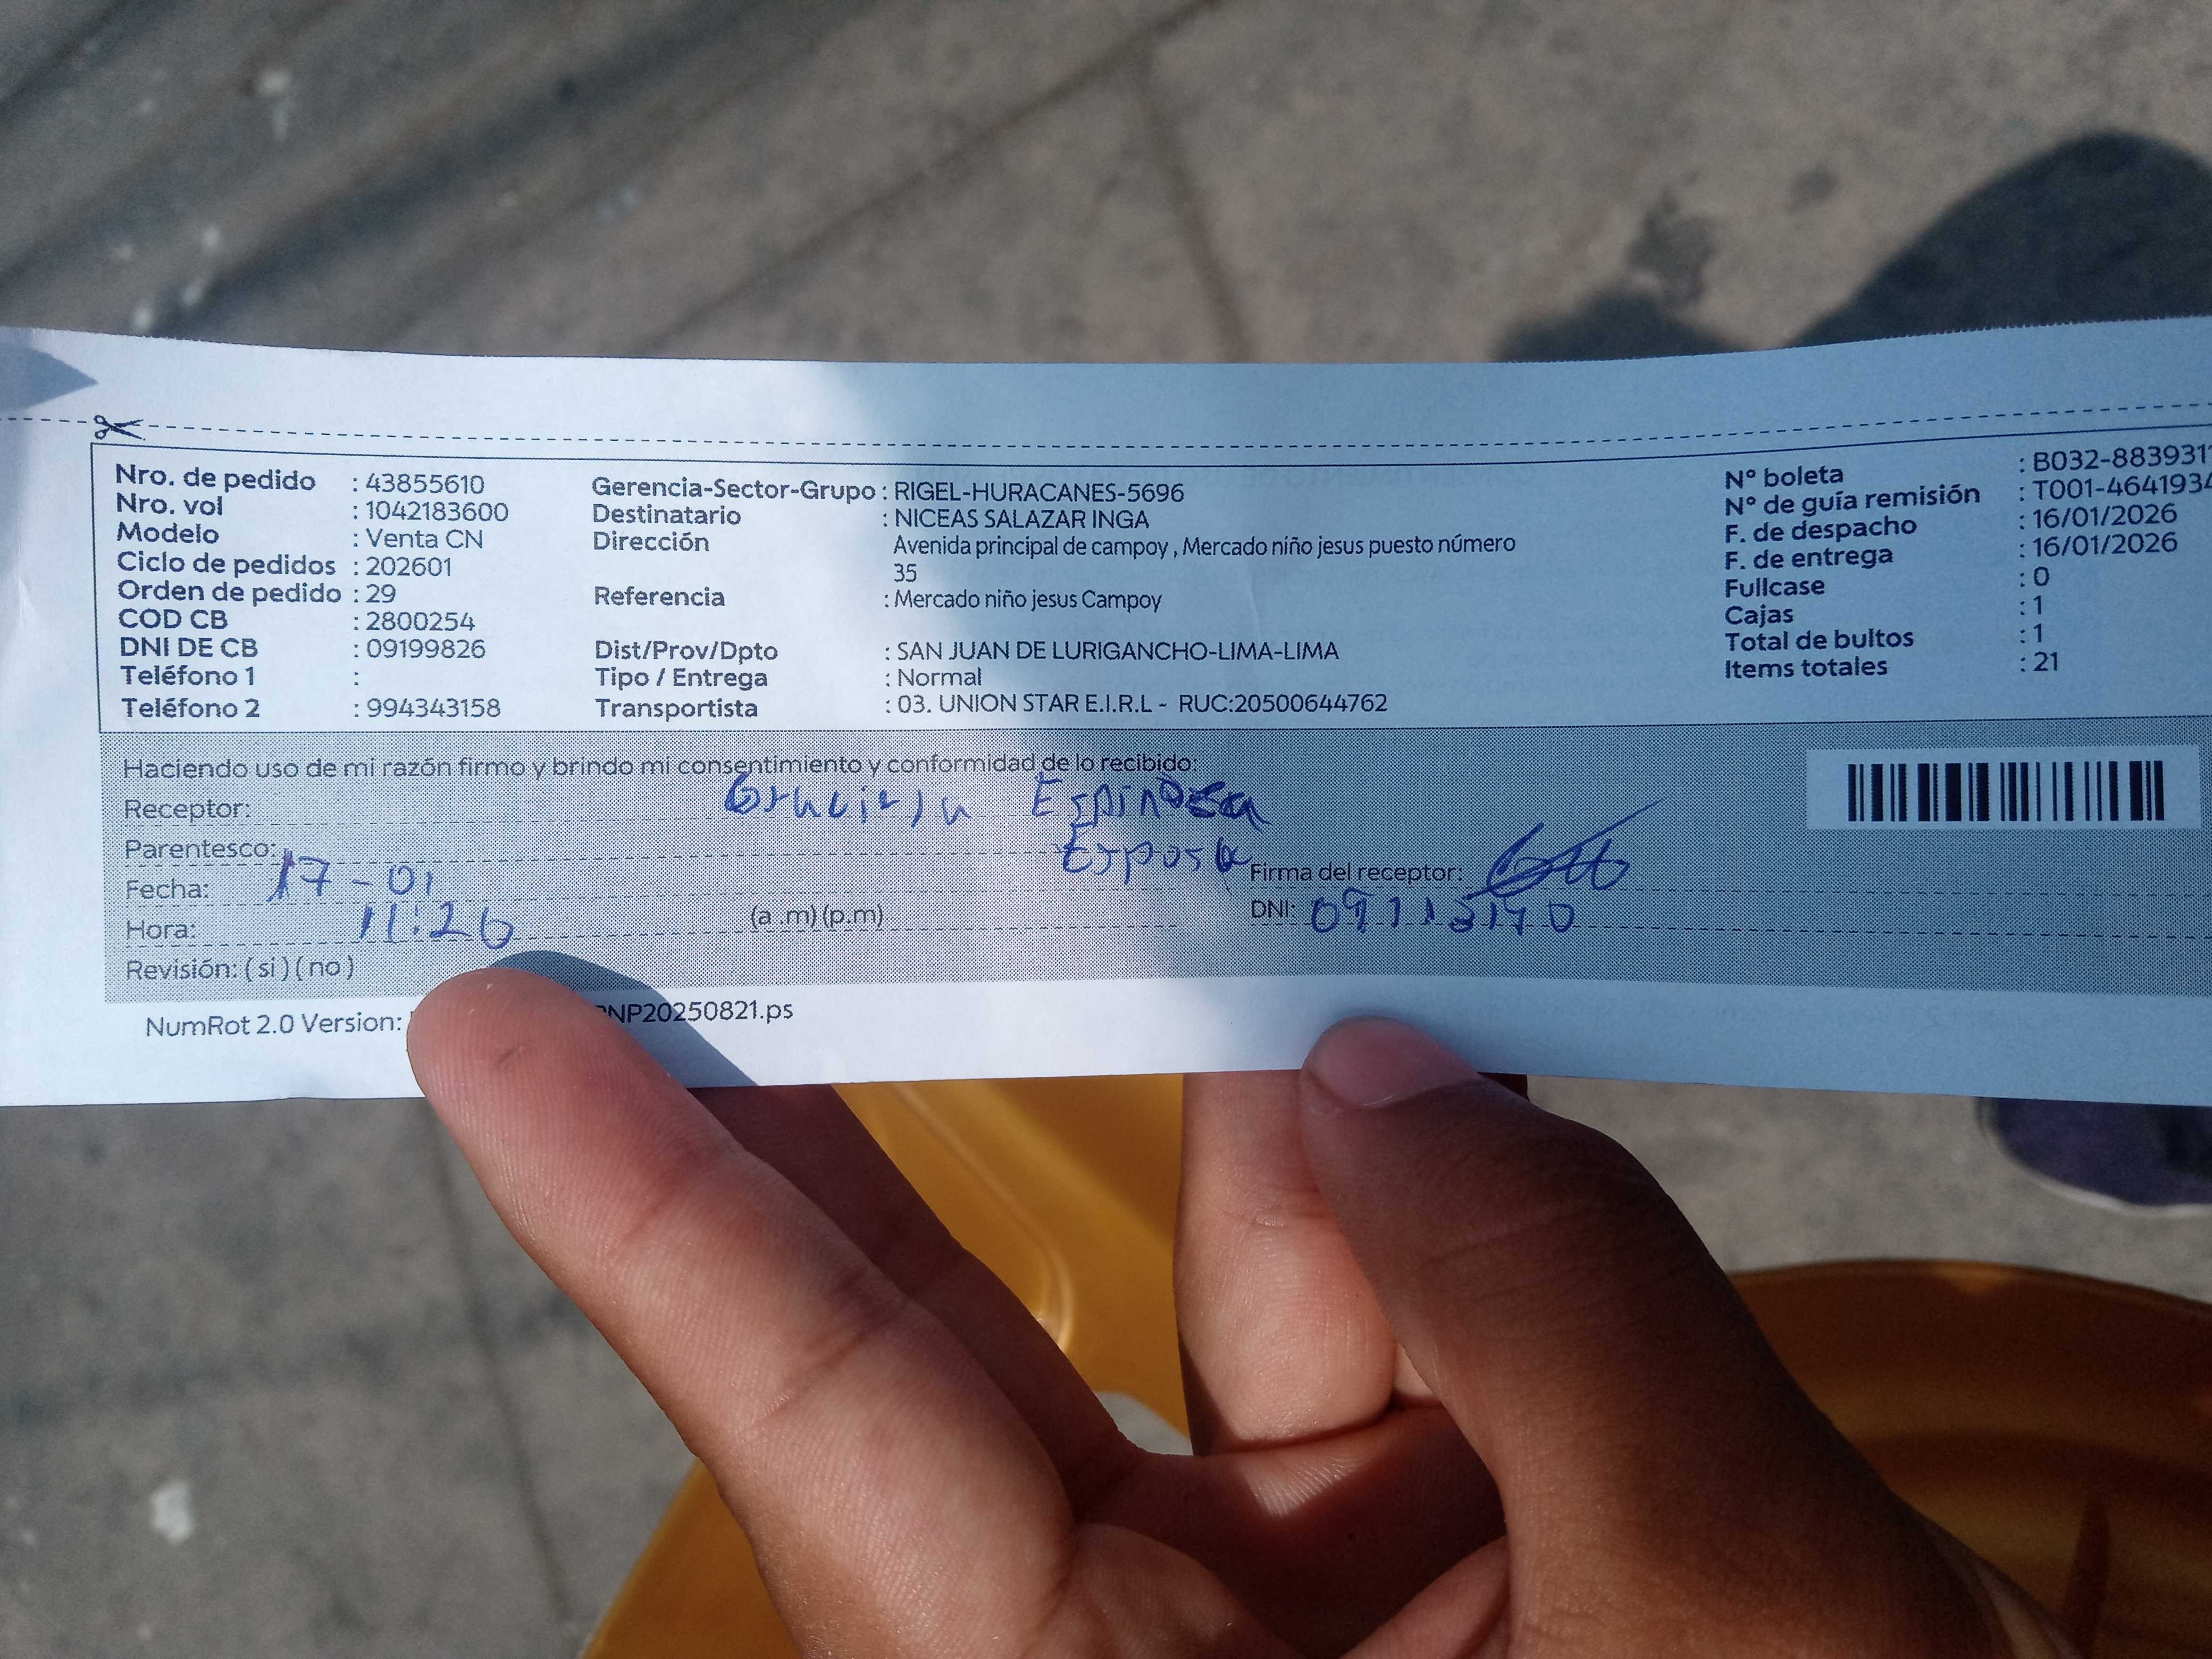 Nro. de pedido : 43855610
Nro. vol : 1042183600
Modelo : Venta CN
Ciclo de pedidos : 202601
Orden de pedido : 29
COD CB : 2800254
DNI DE CB : 09199826
Teléfono 1 :
Teléfono 2 : 994343158
Gerencia-Sector-Grupo : RIGEL-HURACANES-5696
Destinatario : NICEAS SALAZAR INGA
Dirección Avenida principal de campoy , Mercado niño jesus puesto número
35
Referencia : Mercado niño jesus Campoy
Dist/Prov/Dpto : SAN JUAN DE LURIGANCHO-LIMA-LIMA
Tipo / Entrega : Normal
Transportista : 03. UNION STAR E.I.R.L - RUC:20500644762
N° boleta : B032-883931
N° de guía remisión : T001-464193
F. de despacho : 16/01/2026
F. de entrega : 16/01/2026
Fullcase : 0
Cajas : 1
Total de bultos : 1
Items totales : 21
Haciendo uso de mi razón firmo y brindo mi consentimiento y conformidad de lo recibido:
Receptor: Espinoza
Parentesco: Esposa
Fecha: 17-01
Firma del receptor:
Hora: 11:26 (a .m) (p.m)
DNI:
Revisión: ( si ) ( no )
NumRot 2.0 Version: NP20250821.ps